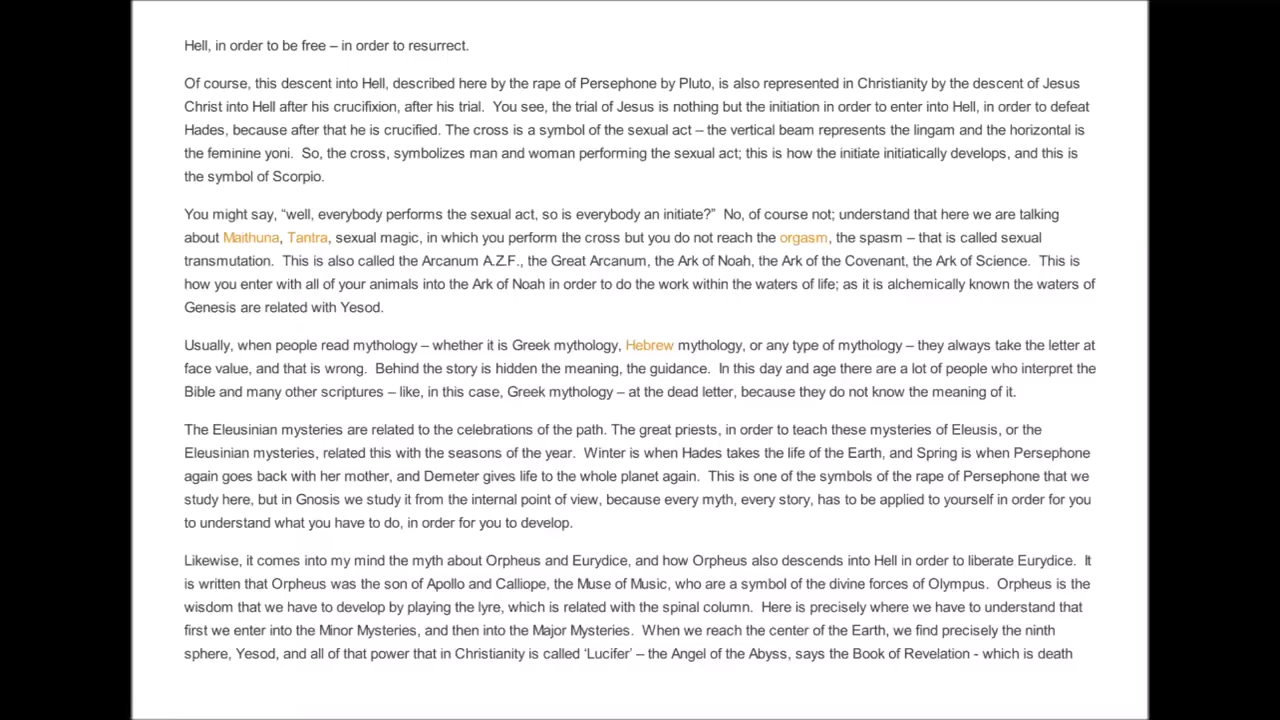 Hell, in order to be free – in order to resurrect.
Of course, this descent into Hell, described here by the rape of Persephone by Pluto, is also represented in Christianity by the descent of Jesus
Christ into Hell after his crucifixion, after his trial.  You see, the trial of Jesus is nothing but the initiation in order to enter into Hell, in order to defeat
Hades, because after that he is crucified. The cross is a symbol of the sexual act – the vertical beam represents the lingam and the horizontal is
the feminine yoni.  So, the cross, symbolizes man and woman performing the sexual act; this is how the initiate initiatically develops, and this is
the symbol of Scorpio.
You might say, “well, everybody performs the sexual act, so is everybody an initiate?”  No, of course not; understand that here we are talking
about Maithuna, Tantra, sexual magic, in which you perform the cross but you do not reach the orgasm, the spasm – that is called sexual
transmutation.  This is also called the Arcanum A.Z.F., the Great Arcanum, the Ark of Noah, the Ark of the Covenant, the Ark of Science.  This is
how you enter with all of your animals into the Ark of Noah in order to do the work within the waters of life; as it is alchemically known the waters of
Genesis are related with Yesod.
Usually, when people read mythology – whether it is Greek mythology, Hebrew mythology, or any type of mythology – they always take the letter at
face value, and that is wrong.  Behind the story is hidden the meaning, the guidance.  In this day and age there are a lot of people who interpret the
Bible and many other scriptures – like, in this case, Greek mythology – at the dead letter, because they do not know the meaning of it.
The Eleusinian mysteries are related to the celebrations of the path. The great priests, in order to teach these mysteries of Eleusis, or the
Eleusinian mysteries, related this with the seasons of the year.  Winter is when Hades takes the life of the Earth, and Spring is when Persephone
again goes back with her mother, and Demeter gives life to the whole planet again.  This is one of the symbols of the rape of Persephone that we
study here, but in Gnosis we study it from the internal point of view, because every myth, every story, has to be applied to yourself in order for you
to understand what you have to do, in order for you to develop.
Likewise, it comes into my mind the myth about Orpheus and Eurydice, and how Orpheus also descends into Hell in order to liberate Eurydice.  It
is written that Orpheus was the son of Apollo and Calliope, the Muse of Music, who are a symbol of the divine forces of Olympus.  Orpheus is the
wisdom that we have to develop by playing the lyre, which is related with the spinal column.  Here is precisely where we have to understand that
first we enter into the Minor Mysteries, and then into the Major Mysteries.  When we reach the center of the Earth, we find precisely the ninth
sphere, Yesod, and all of that power that in Christianity is called ‘Lucifer’ – the Angel of the Abyss, says the Book of Revelation - which is death